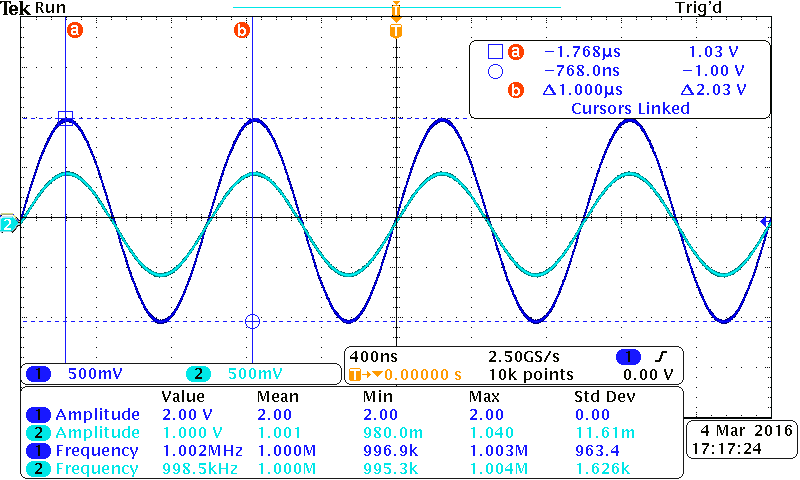 Tek Run Trig'd
a b T
T
a −1.768µs 1.03 V
−768.0ns −1.00 V
b Δ1.000µs Δ2.03 V
Cursors Linked
2
1 500mV 2 500mV
400ns 2.50GS/s 1
T→▼0.00000 s 10k points 0.00 V
Value Mean Min Max Std Dev
1 Amplitude 2.00 V 2.00 2.00 2.00 0.00
2 Amplitude 1.000 V 1.001 980.0m 1.040 11.61m
1 Frequency 1.002MHz 1.000M 996.9k 1.003M 963.4
2 Frequency 998.5kHz 1.000M 995.3k 1.004M 1.626k
4 Mar 2016
17:17:24